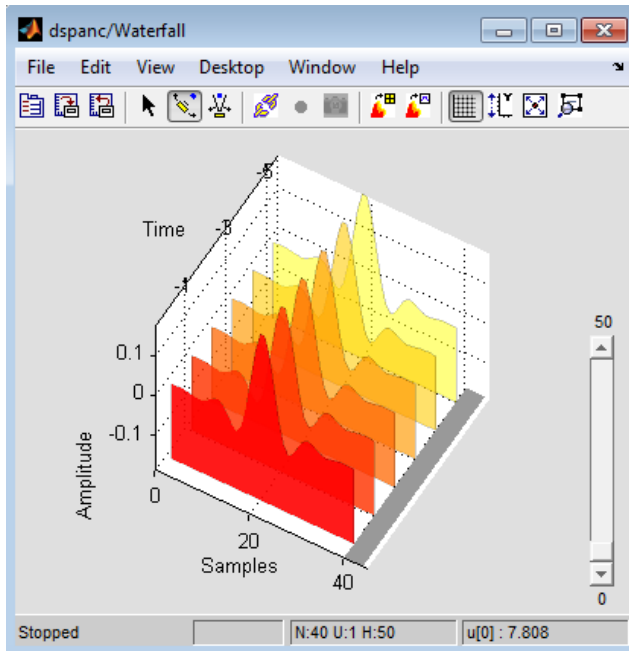 dspanc/Waterfall
File Edit View Desktop Window Help
-5
Time -3
-1
0.1
0
-0.1
Amplitude
0
20
Samples
40
50
0
Stopped N:40 U:1 H:50 u[0] : 7.808